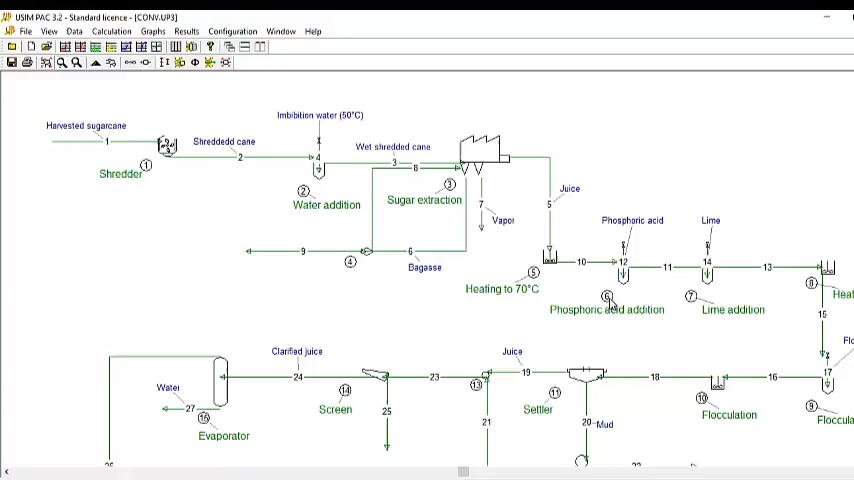 USIM PAC 3.2 - Standard licence - [CONV.UP3]
File View Data Calculation Graphs Results Configuration Window Help
Imbibition water (50°C)
Harvested sugarcane
1
Shreddedd cane
2
4
Wet shredded cane
3
8
Shredder
1
2
Water addition
3
Sugar extraction
7
Vapor
5
Juice
Phosphoric acid
Lime
9
4
6
Bagasse
10
12
11
14
13
5
Heating to 70°C
6
Phosphoric acid addition
7
Lime addition
8
Heat
15
Flo
Clarified juice
Juice
24
23
13
19
18
16
17
Water
27
15
Evaporator
14
Screen
25
11
Settler
20
Mud
10
Flocculation
9
Floccula
21